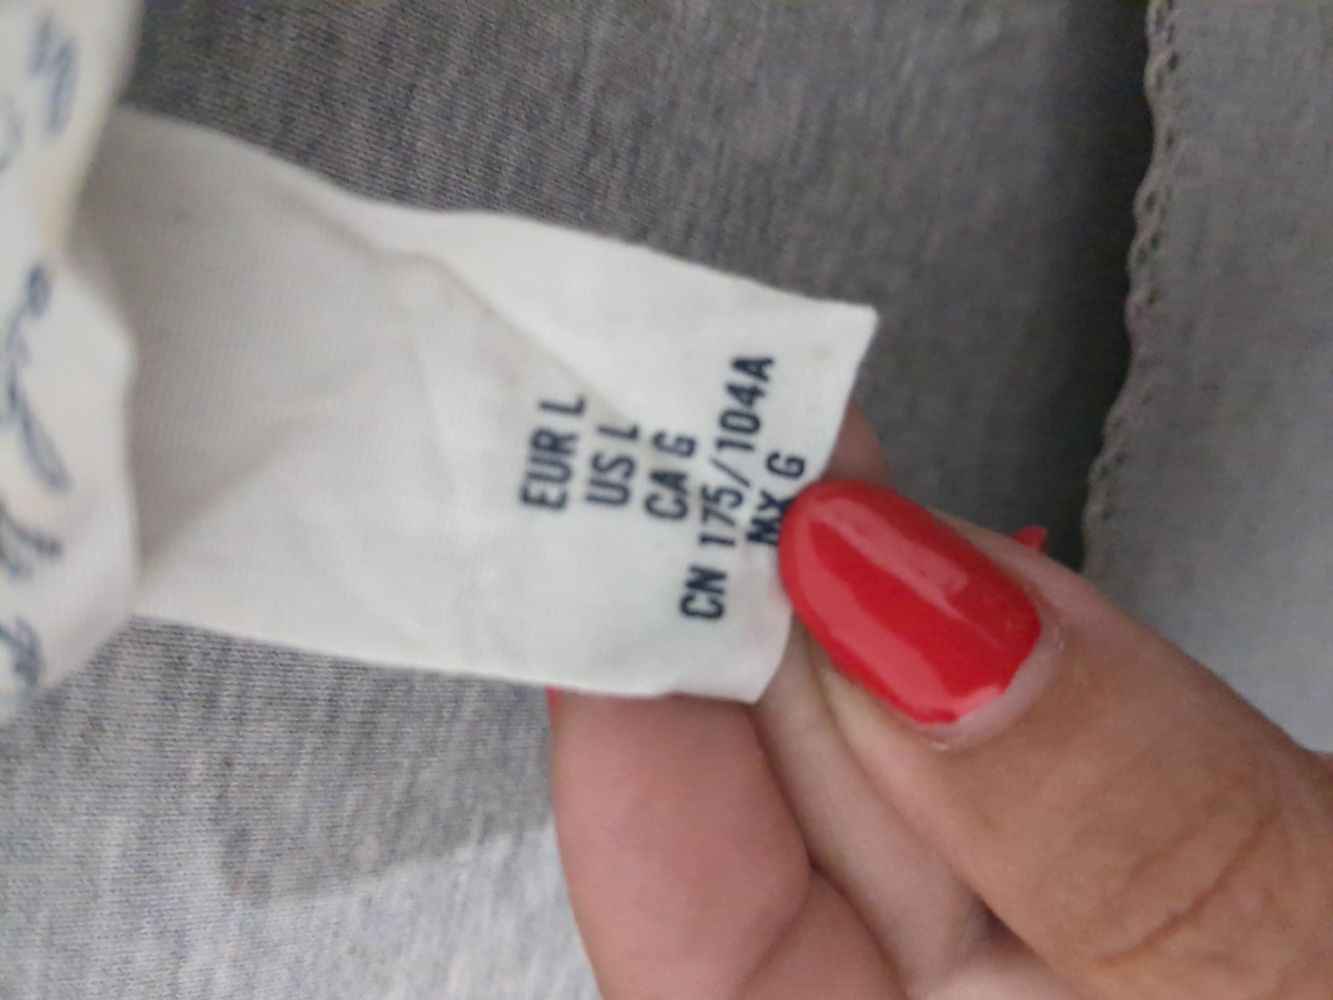 EUR L
US L
CA G
CN 175/104A
MX G